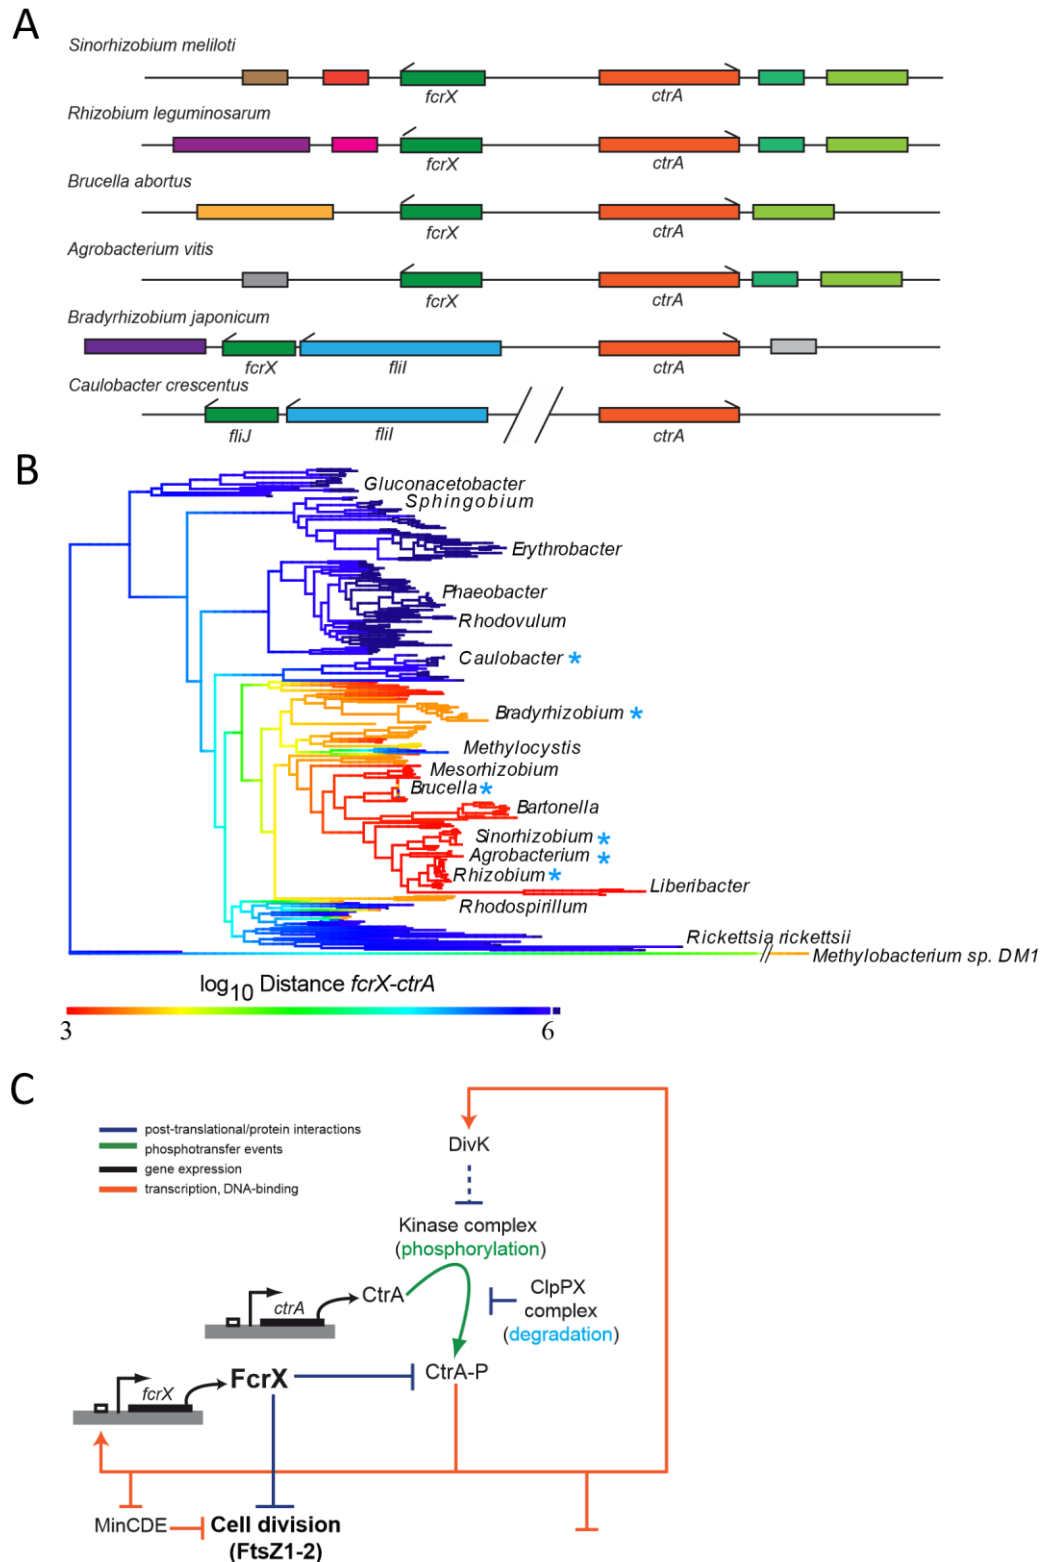 A
Sinorhizobium meliloti
fcrX ctrA
Rhizobium leguminosarum
fcrX ctrA
Brucella abortus
fcrX ctrA
Agrobacterium vitis
fcrX ctrA
Bradyrhizobium japonicum
fcrX fliI ctrA
Caulobacter crescentus
fliJ fliI ctrA
B
Gluconacetobacter
Sphingobium
Erythrobacter
Phaeobacter
Rhodovulum
Caulobacter *
Bradyrhizobium *
Methylocystis
Mesorhizobium
Brucella *
Bartonella
Sinorhizobium *
Agrobacterium *
Rhizobium *
Liberibacter
Rhodospirillum
Rickettsia rickettsii
Methylobacterium sp. DM1
log10 Distance fcrX-ctrA
3 6
C
post-translational/protein interactions
phosphotransfer events
gene expression
transcription, DNA-binding
DivK
Kinase complex
(phosphorylation)
ctrA
CtrA
ClpPX
complex
(degradation)
fcrX
FcrX
CtrA-P
MinCDE
Cell division
(FtsZ1-2)